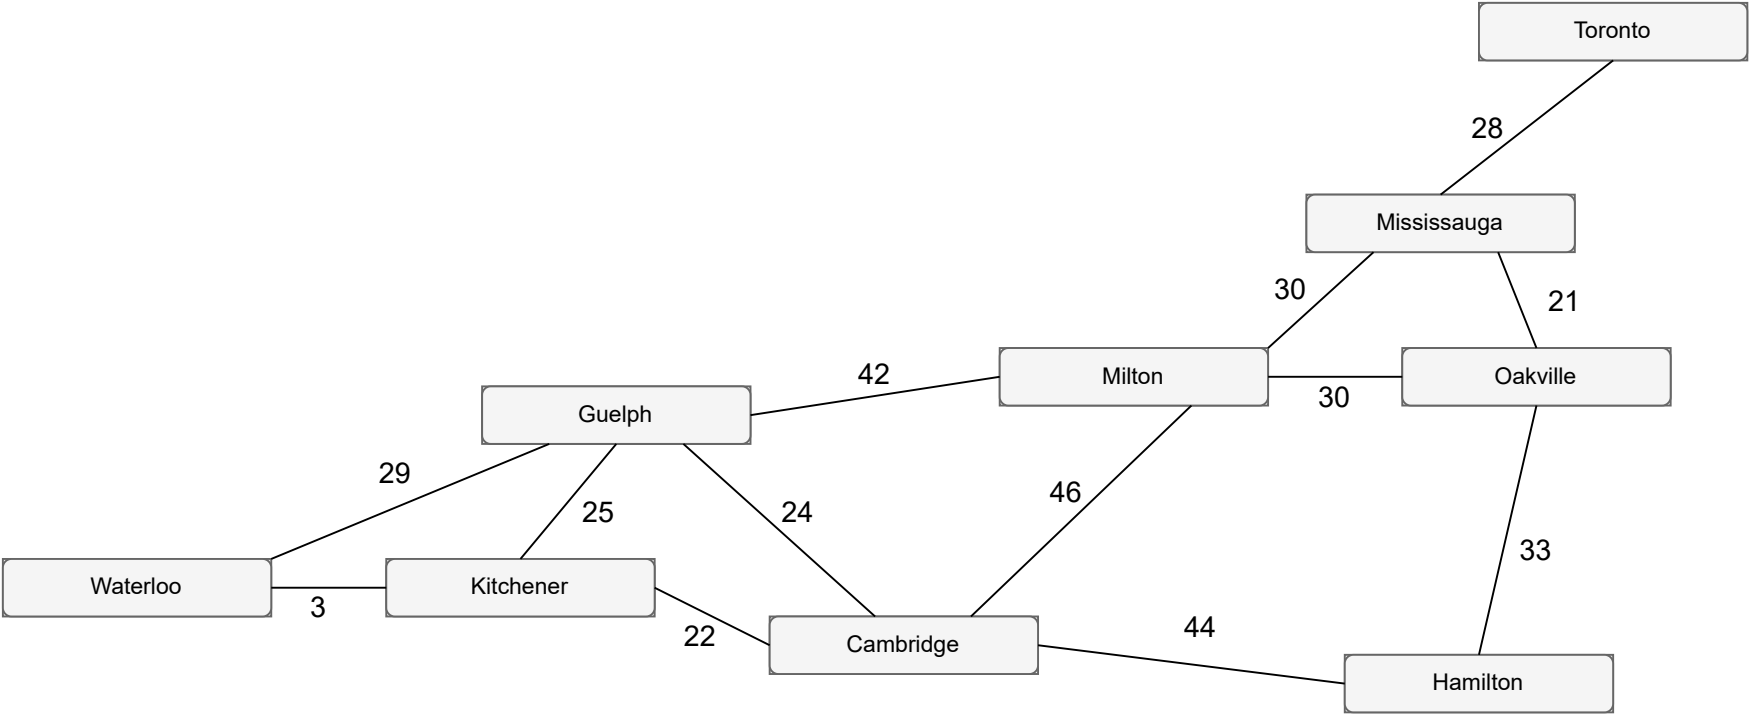 Toronto
28
Mississauga
30
21
42
Milton
Oakville
30
Guelph
29
25
24
46
33
Waterloo
Kitchener
3
22
Cambridge
44
Hamilton